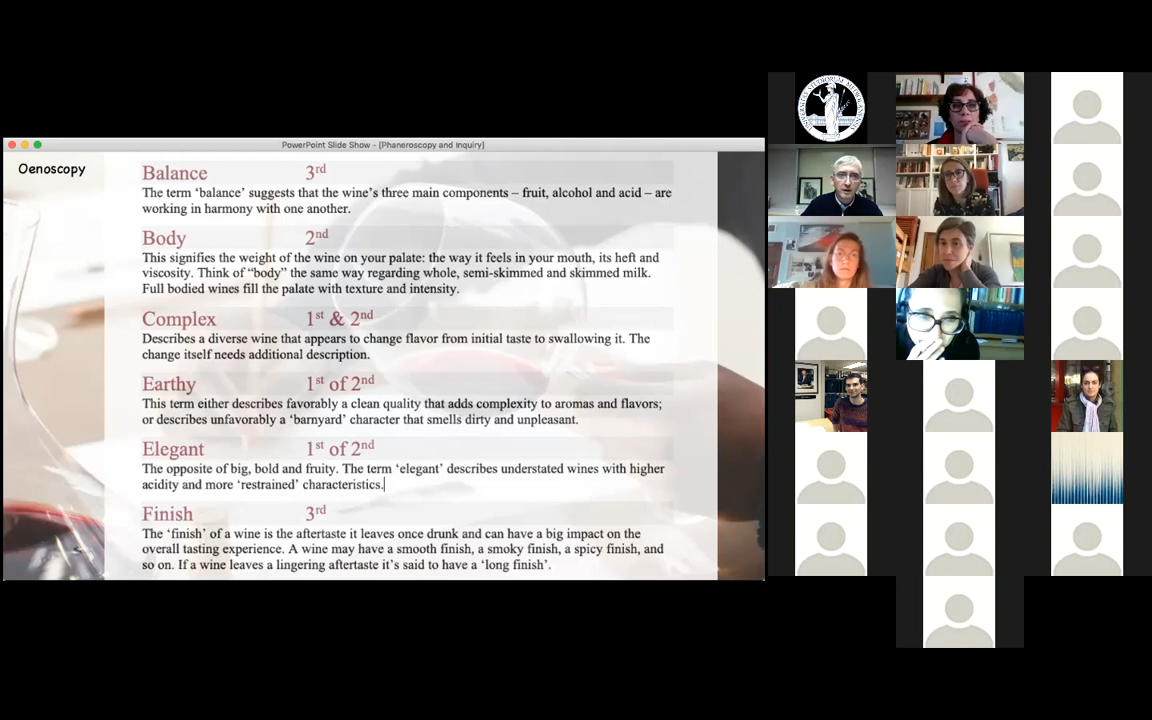 PowerPoint Slide Show - [Phaneroscopy and Inquiry]
Oenoscopy
Balance 3rd
The term ‘balance’ suggests that the wine’s three main components – fruit, alcohol and acid – are
working in harmony with one another.
Body 2nd
This signifies the weight of the wine on your palate: the way it feels in your mouth, its heft and
viscosity. Think of “body” the same way regarding whole, semi-skimmed and skimmed milk.
Full bodied wines fill the palate with texture and intensity.
Complex 1st & 2nd
Describes a diverse wine that appears to change flavor from initial taste to swallowing it. The
change itself needs additional description.
Earthy 1st of 2nd
This term either describes favorably a clean quality that adds complexity to aromas and flavors;
or describes unfavorably a ‘barnyard’ character that smells dirty and unpleasant.
Elegant 1st of 2nd
The opposite of big, bold and fruity. The term ‘elegant’ describes understated wines with higher
acidity and more ‘restrained’ characteristics.
Finish 3rd
The ‘finish’ of a wine is the aftertaste it leaves once drunk and can have a big impact on the
overall tasting experience. A wine may have a smooth finish, a smoky finish, a spicy finish, and
so on. If a wine leaves a lingering aftertaste it’s said to have a ‘long finish’.
UNIVERSITAS STUDIORUM MEDIOLANENSIS